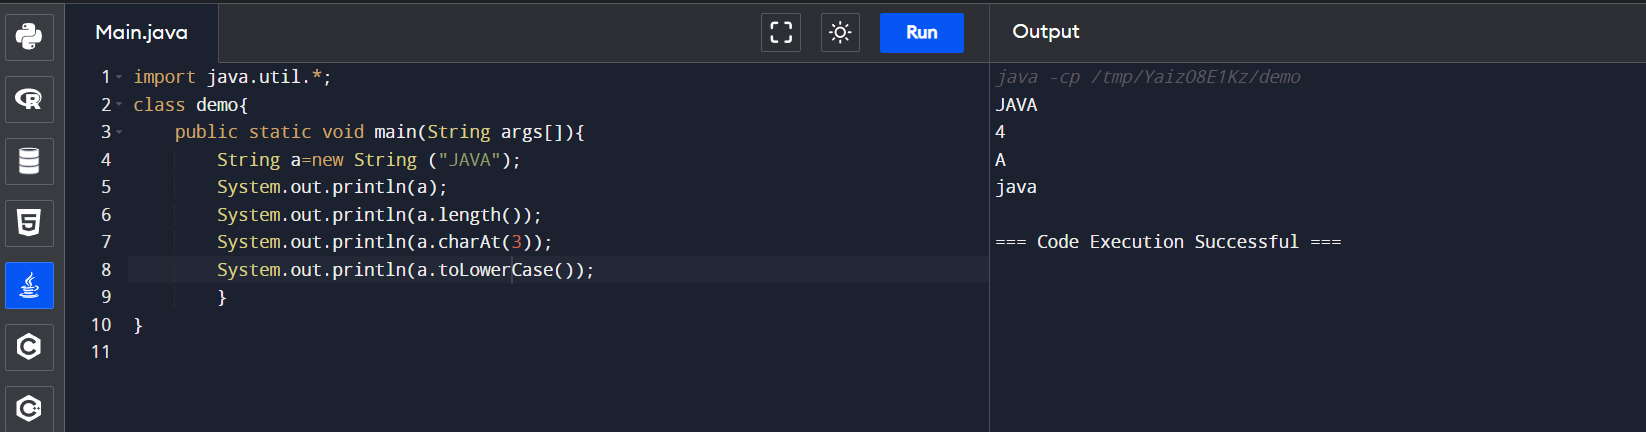 Main.java
Run
1 import java.util.*;
2 class demo{
3 public static void main(String args[]){
4 String a=new String ("JAVA");
5 System.out.println(a);
6 System.out.println(a.length());
7 System.out.println(a.charAt(3));
8 System.out.println(a.toLowerCase());
9 }
10 }
11
Output
java -cp /tmp/YaizO8E1Kz/demo
JAVA
4
A
java
=== Code Execution Successful ===